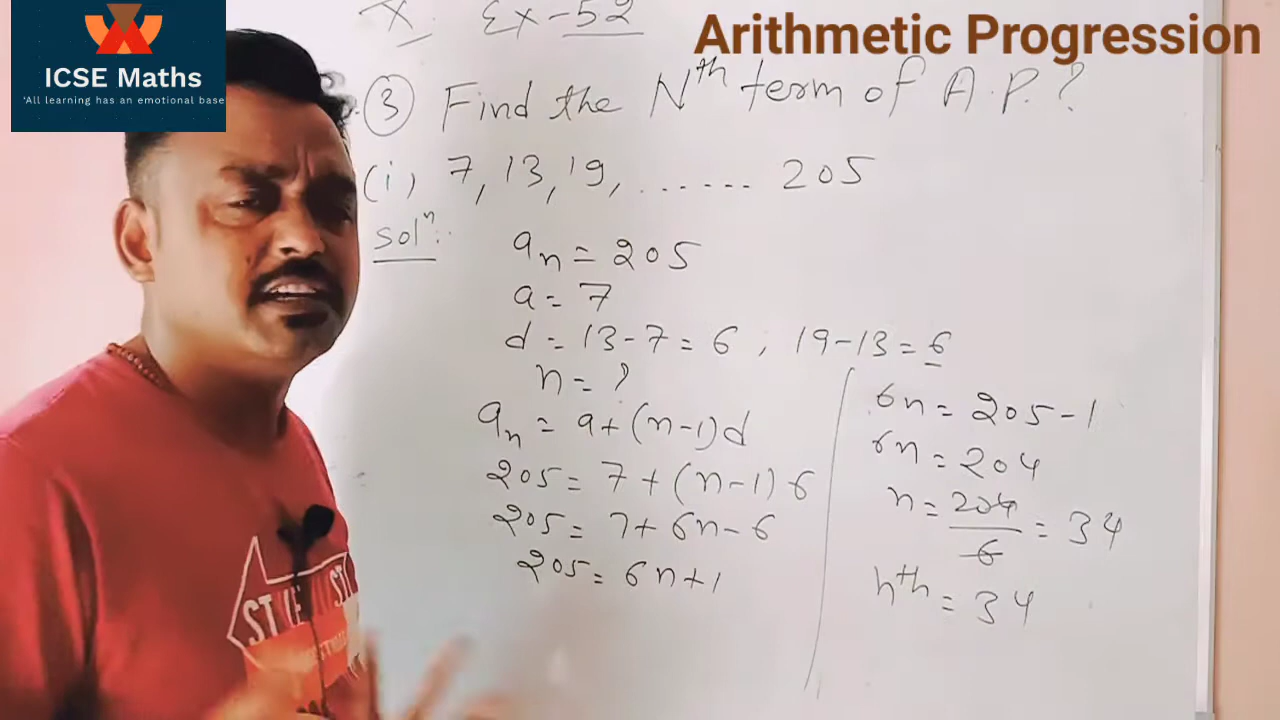 ICSE Maths
'All learning has an emotional base
Arithmetic Progression
X Ex-52
③ Find the Nth term of A.P.?
(i) 7, 13, 19, ...... 205
Solⁿ:
aₙ = 205
a = 7
d = 13-7 = 6, 19-13 = 6
n = ?
aₙ = a+(n-1)d
205 = 7+(n-1)6
205 = 7+6n-6
205 = 6n+1
6n = 205-1
6n = 204
n = 204/6 = 34
nth = 34